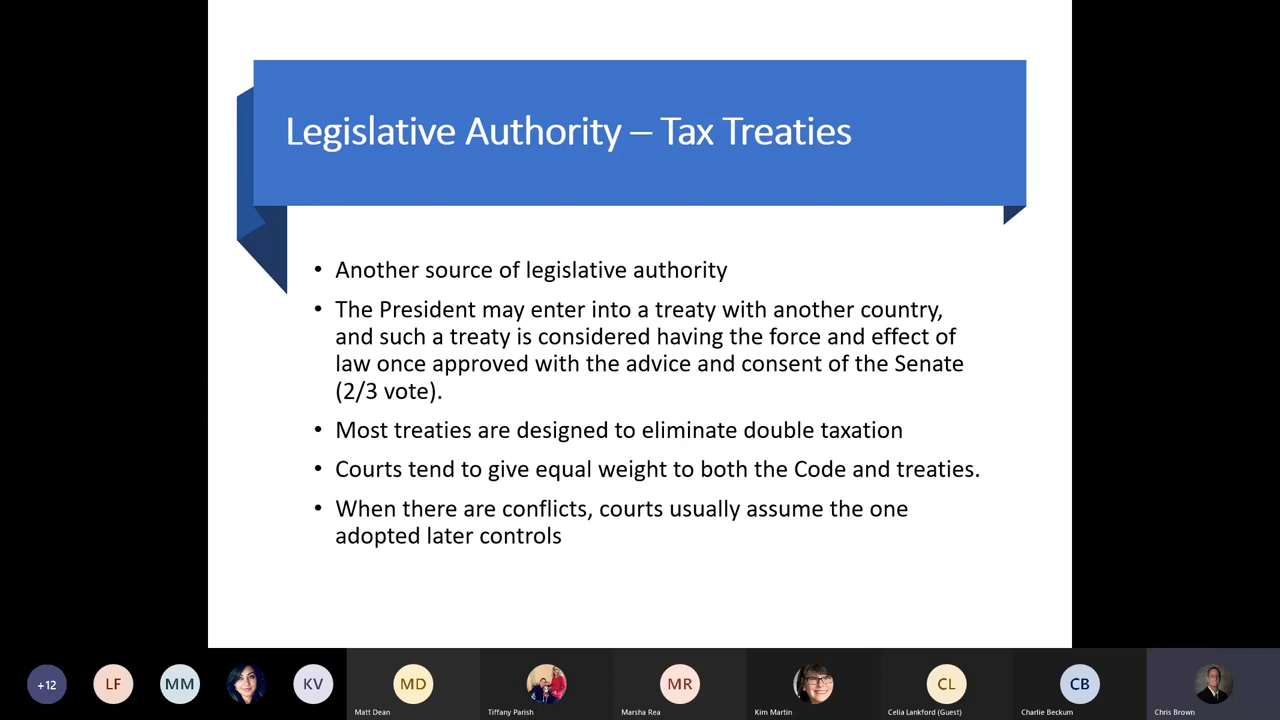 Legislative Authority – Tax Treaties
• Another source of legislative authority
• The President may enter into a treaty with another country,
and such a treaty is considered having the force and effect of
law once approved with the advice and consent of the Senate
(2/3 vote).
• Most treaties are designed to eliminate double taxation
• Courts tend to give equal weight to both the Code and treaties.
• When there are conflicts, courts usually assume the one
adopted later controls
+12
LF
MM
KV
MD
MR
CL
CB
Matt Dean
Tiffany Parish
Marsha Rea
Kim Martin
Celia Lankford (Guest)
Charlie Beckum
Chris Brown